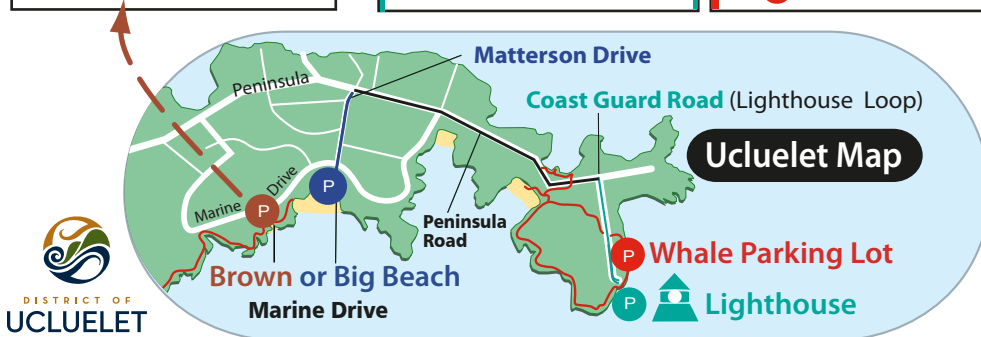 Matterson Drive
Peninsula
Coast Guard Road (Lighthouse Loop)
Ucluelet Map
P
Marine Drive
P
Peninsula
Road
P Whale Parking Lot
Brown or Big Beach
Marine Drive
P Lighthouse
DISTRICT OF
UCLUELET